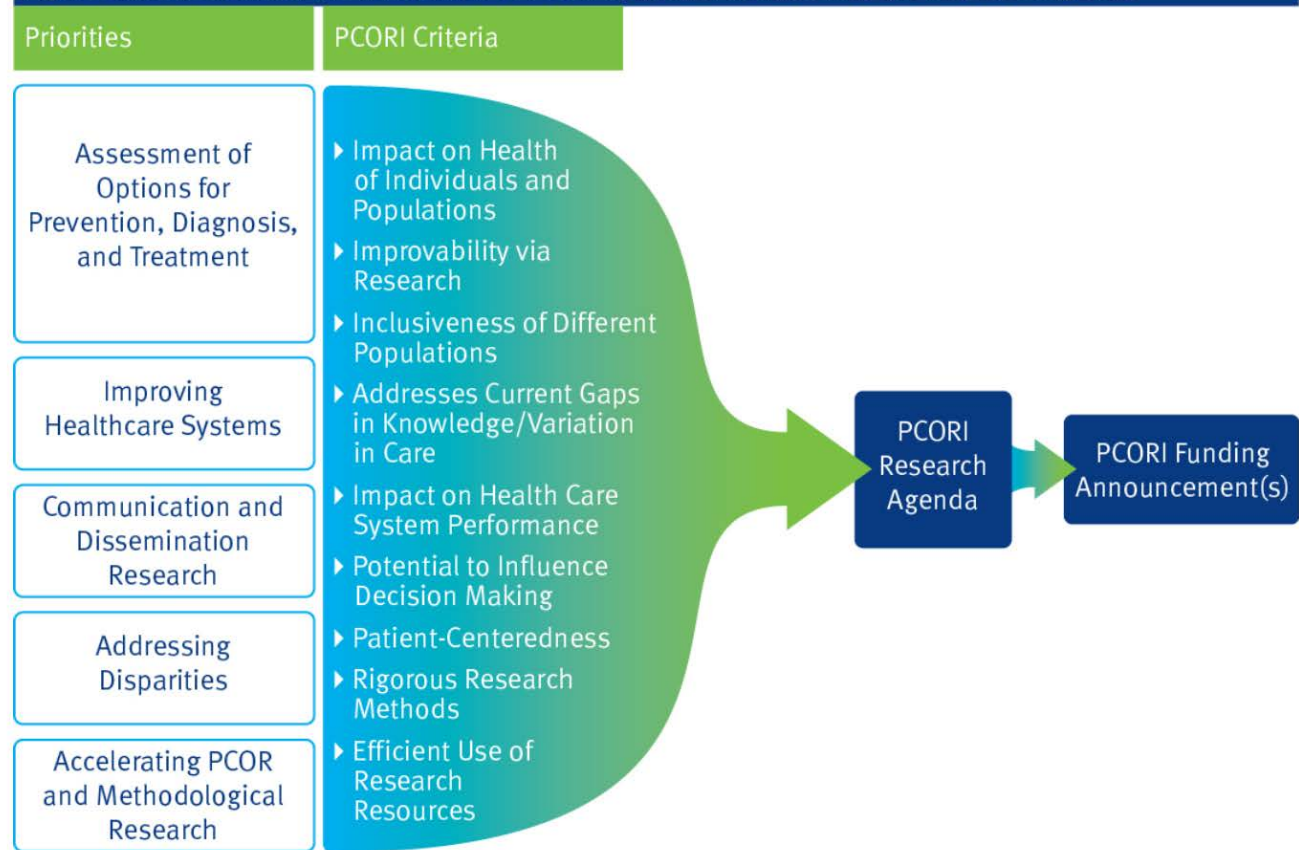 Priorities
PCORI Criteria
Assessment of
Options for
Prevention, Diagnosis,
and Treatment
Improving
Healthcare Systems
Communication and
Dissemination
Research
Addressing
Disparities
Accelerating PCOR
and Methodological
Research
Impact on Health
of Individuals and
Populations
Improvability via
Research
Inclusiveness of Different
Populations
Addresses Current Gaps
in Knowledge/Variation
in Care
Impact on Health Care
System Performance
Potential to Influence
Decision Making
Patient-Centeredness
Rigorous Research
Methods
Efficient Use of
Research
Resources
PCORI
Research
Agenda
PCORI Funding
Announcement(s)